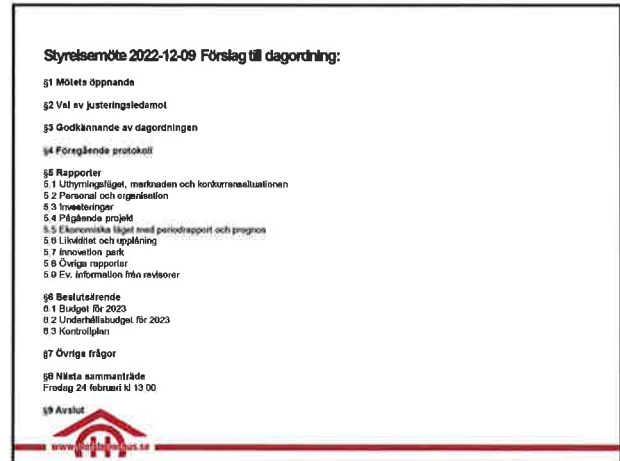 Styrelsemöte 2022-12-09 Förslag till dagordning:
§1 Mötets öppnande
§2 Val av justeringsledamot
§3 Godkännande av dagordningen
§4 Föregående protokoll
§5 Rapporter
5.1 Uthyrningsläget, marknaden och konkurrenssituationen
5.2 Personal och organisation
5.3 Investeringar
5.4 Pågående projekt
5.5 Ekonomiska läget med periodrapport och prognos
5.6 Likviditet och upplåning
5.7 Innovation park
5.8 Övriga rapporter
5.9 Ev. information från revisorer
§6 Beslutsärende
6.1 Budget för 2023
6.2 Underhållsbudget för 2023
6.3 Kontrollplan
§7 Övriga frågor
§8 Nästa sammanträde
Fredag 24 februari kl 13.00
§9 Avslut